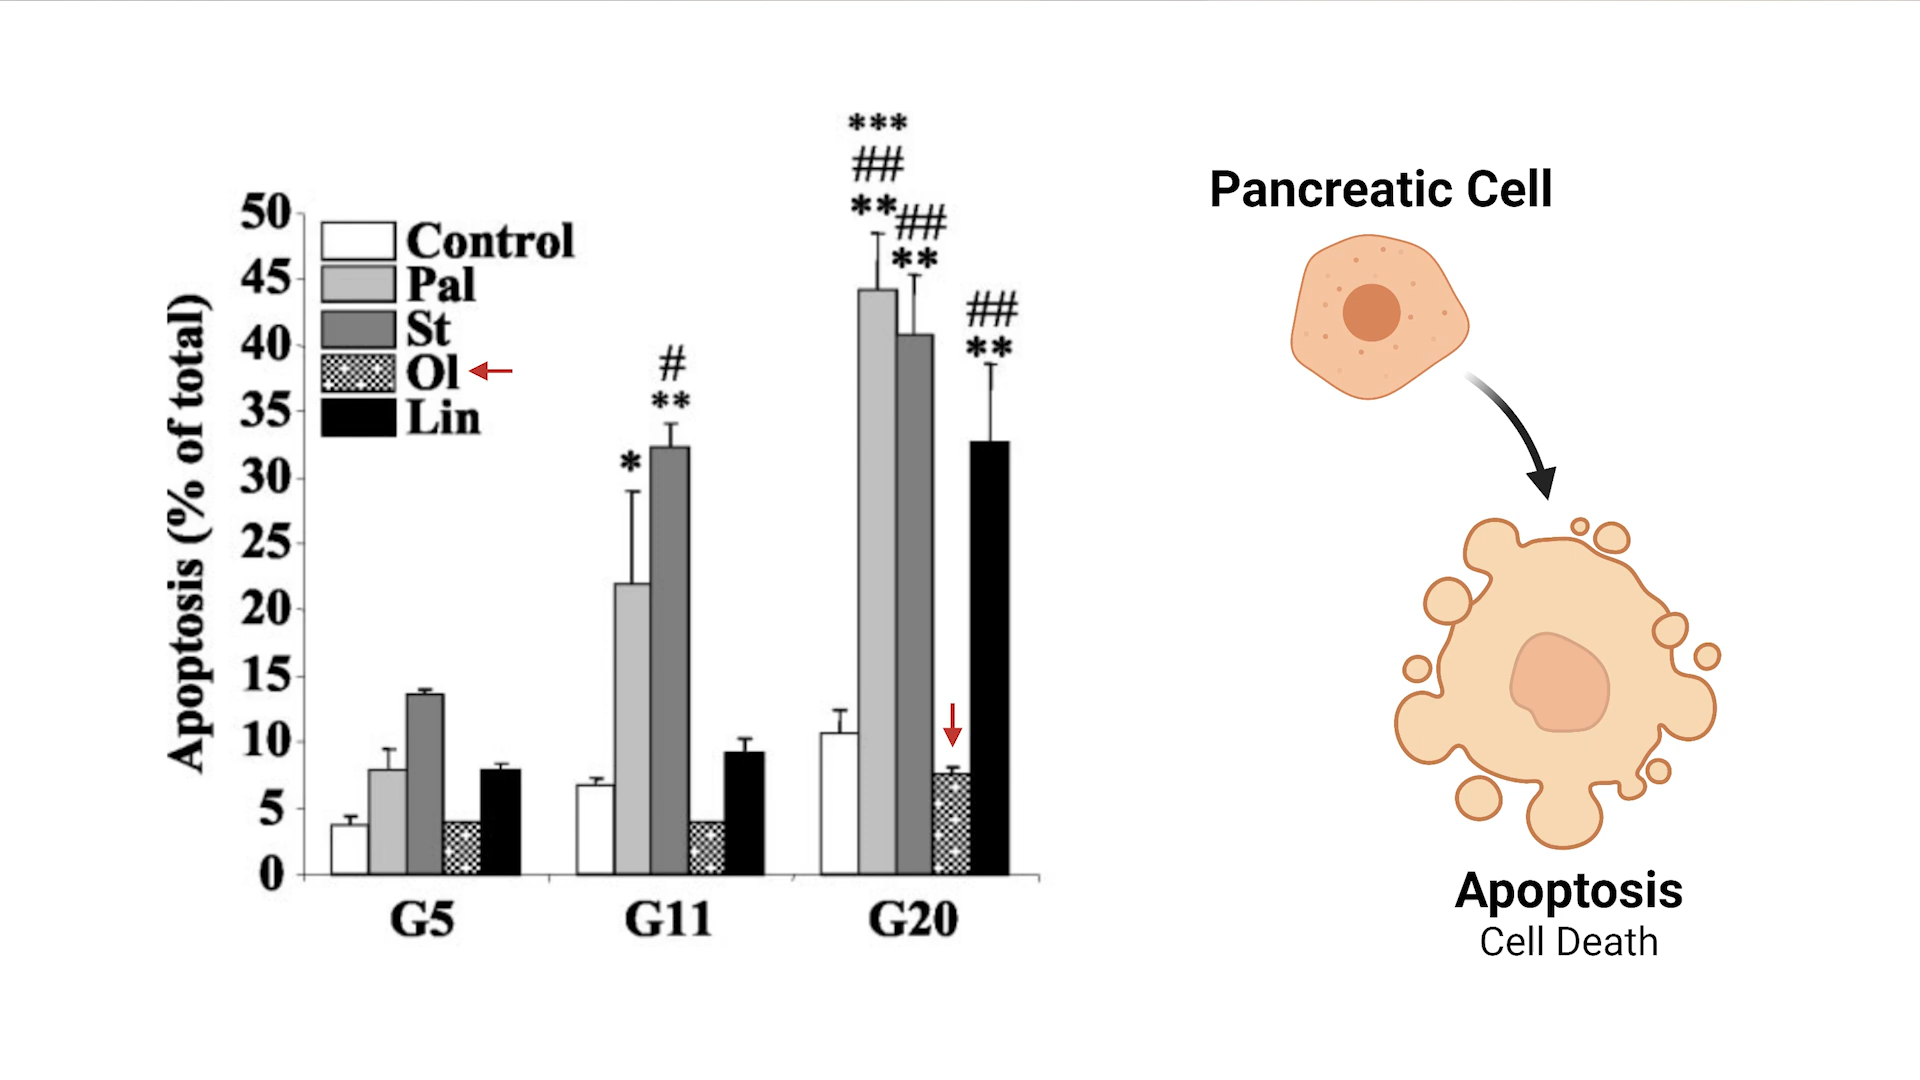 ***
##
**
##
**
##
**
#
**
*
50
45
40
35
30
25
20
15
10
5
0
Apoptosis (% of total)
Control
Pal
St
Ol
Lin
G5 G11 G20
Pancreatic Cell
Apoptosis
Cell Death